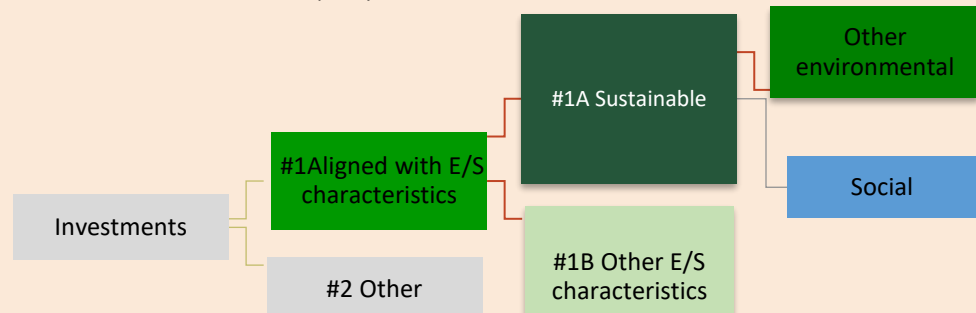 Other
environmental
#1A Sustainable
#1Aligned with E/S
characteristics
Social
Investments
#1B Other E/S
characteristics
#2 Other